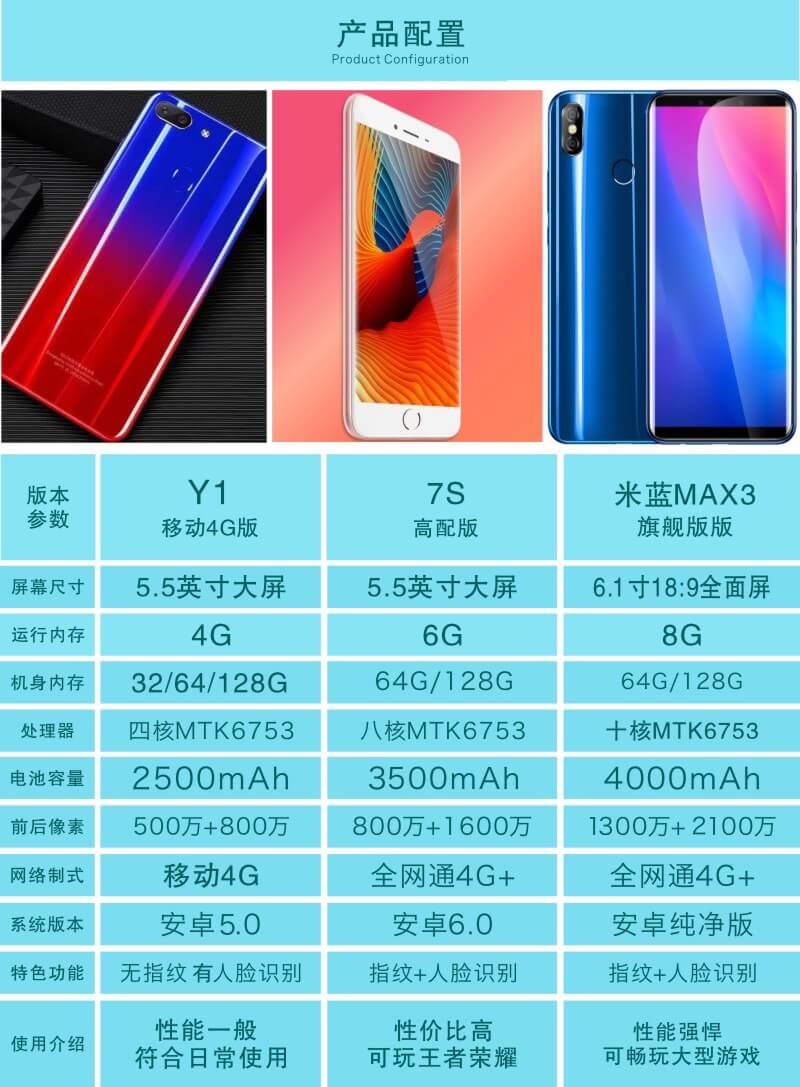 产品配置
Product Configuration
版本
参数
Y1
移动4G版
7S
高配版
米蓝MAX3
旗舰版版
屏幕尺寸
5.5英寸大屏
5.5英寸大屏
6.1寸18:9全面屏
运行内存
4G
6G
8G
机身内存
32/64/128G
64G/128G
64G/128G
处理器
四核MTK6753
八核MTK6753
十核MTK6753
电池容量
2500mAh
3500mAh
4000mAh
前后像素
500万+800万
800万+1600万
1300万+ 2100万
网络制式
移动4G
全网通4G+
全网通4G+
系统版本
安卓5.0
安卓6.0
安卓纯净版
特色功能
无指纹 有人脸识别
指纹+人脸识别
指纹+人脸识别
使用介绍
性能一般
符合日常使用
性价比高
可玩王者荣耀
性能强悍
可畅玩大型游戏